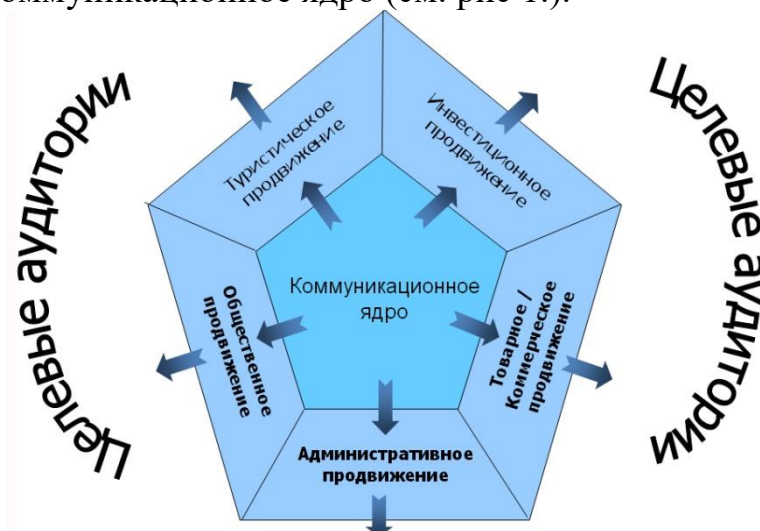 оммуникационное ядро (см. рис 1.).
Целевые аудитории
Туристическое
продвижение
Инвестиционное
продвижение
Целевые аудитории
Коммуникационное
ядро
Общественное
продвижение
Товарное /
Коммерческое
продвижение
Административное
продвижение